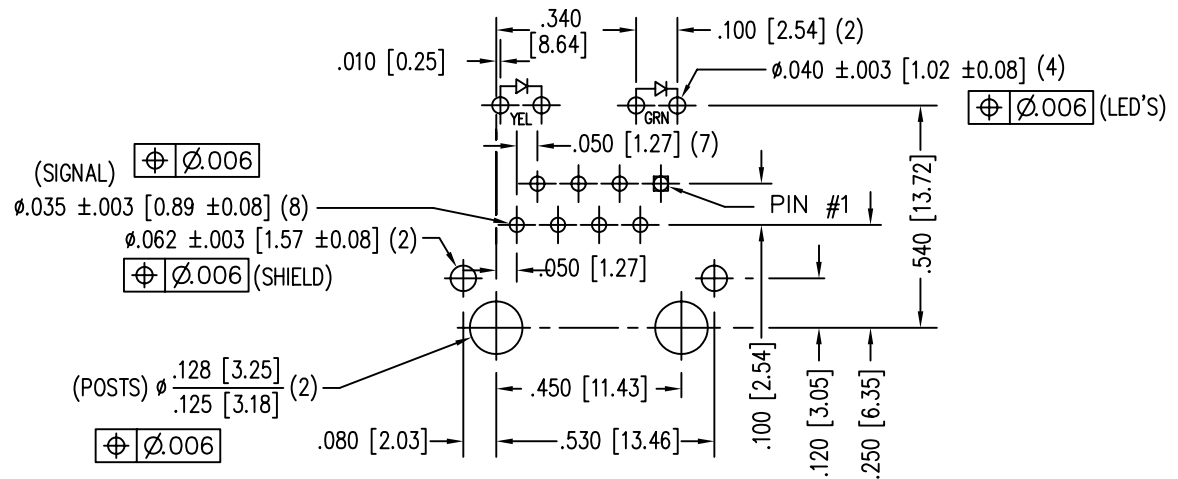 .340
[8.64]
.100 [2.54] (2)
.010 [0.25]
ø.040 ±.003 [1.02 ±0.08] (4)
⌖ Ø.006 (LED'S)
YEL
GRN
.050 [1.27] (7)
⌖ Ø.006
(SIGNAL)
ø.035 ±.003 [0.89 ±0.08] (8)
PIN #1
ø.062 ±.003 [1.57 ±0.08] (2)
⌖ Ø.006 (SHIELD)
.050 [1.27]
.540 [13.72]
(POSTS) ø .128 [3.25] (2)
.125 [3.18]
⌖ Ø.006
.450 [11.43]
.080 [2.03]
.530 [13.46]
.100 [2.54]
.120 [3.05]
.250 [6.35]